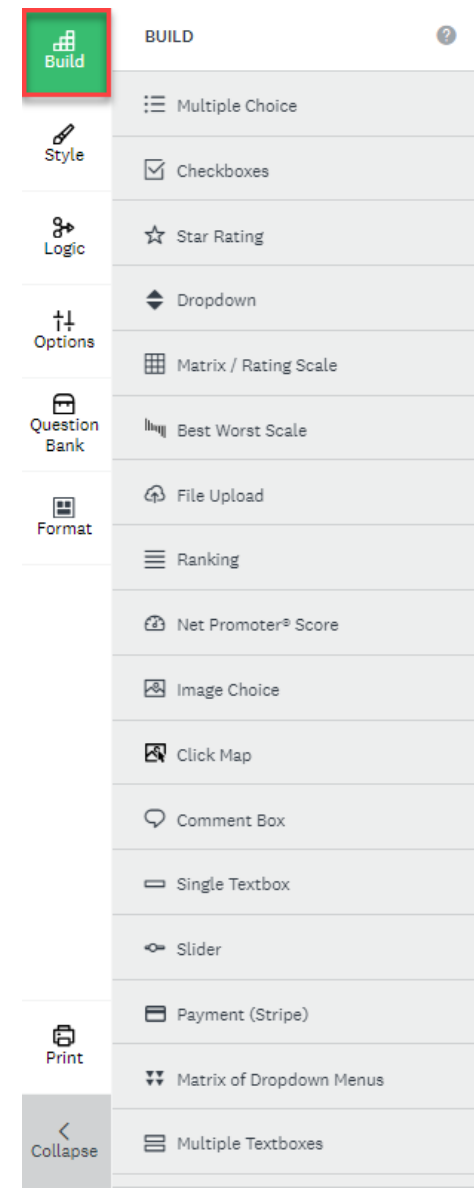 Build
Style
Logic
Options
Question
Bank
Format
Print
Collapse
BUILD
?
Multiple Choice
Checkboxes
Star Rating
Dropdown
Matrix / Rating Scale
Best Worst Scale
File Upload
Ranking
Net Promoter® Score
Image Choice
Click Map
Comment Box
Single Textbox
Slider
Payment (Stripe)
Matrix of Dropdown Menus
Multiple Textboxes